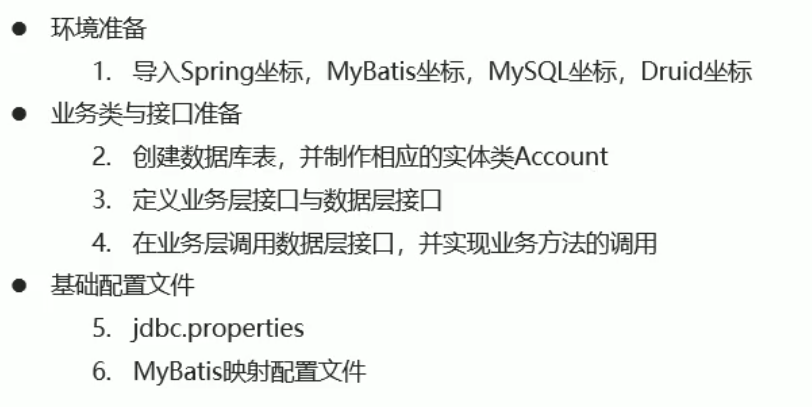 ● 环境准备
1. 导入Spring坐标，MyBatis坐标，MySQL坐标，Druid坐标
● 业务类与接口准备
2. 创建数据库表，并制作相应的实体类Account
3. 定义业务层接口与数据层接口
4. 在业务层调用数据层接口，并实现业务方法的调用
● 基础配置文件
5. jdbc.properties
6. MyBatis映射配置文件